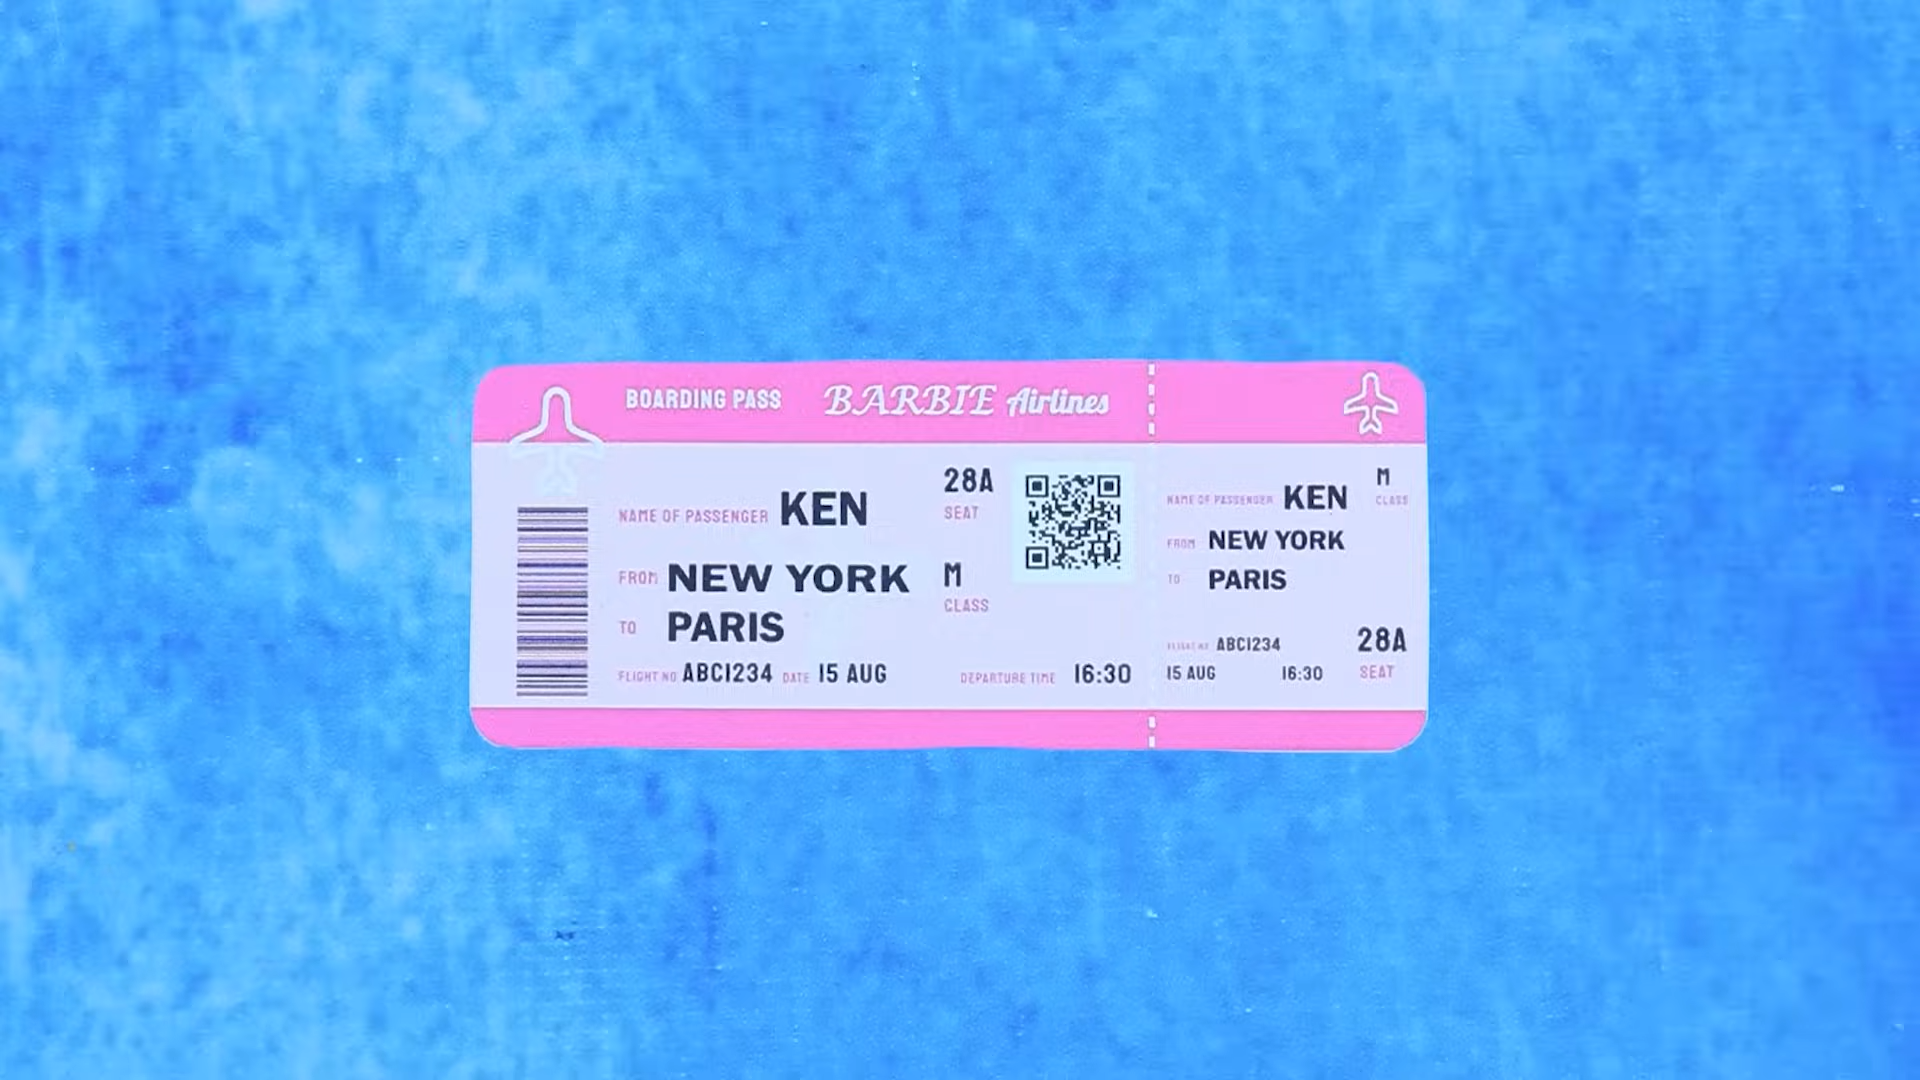 BOARDING PASS BARBIE Airlines
NAME OF PASSENGER KEN
FROM NEW YORK
TO PARIS
FLIGHT NO ABC1234 DATE 15 AUG
DEPARTURE TIME 16:30
28A
SEAT
M
CLASS
NAME OF PASSENGER KEN
M
CLASS
FROM NEW YORK
TO PARIS
FLIGHT NO ABC1234
15 AUG 16:30
28A
SEAT